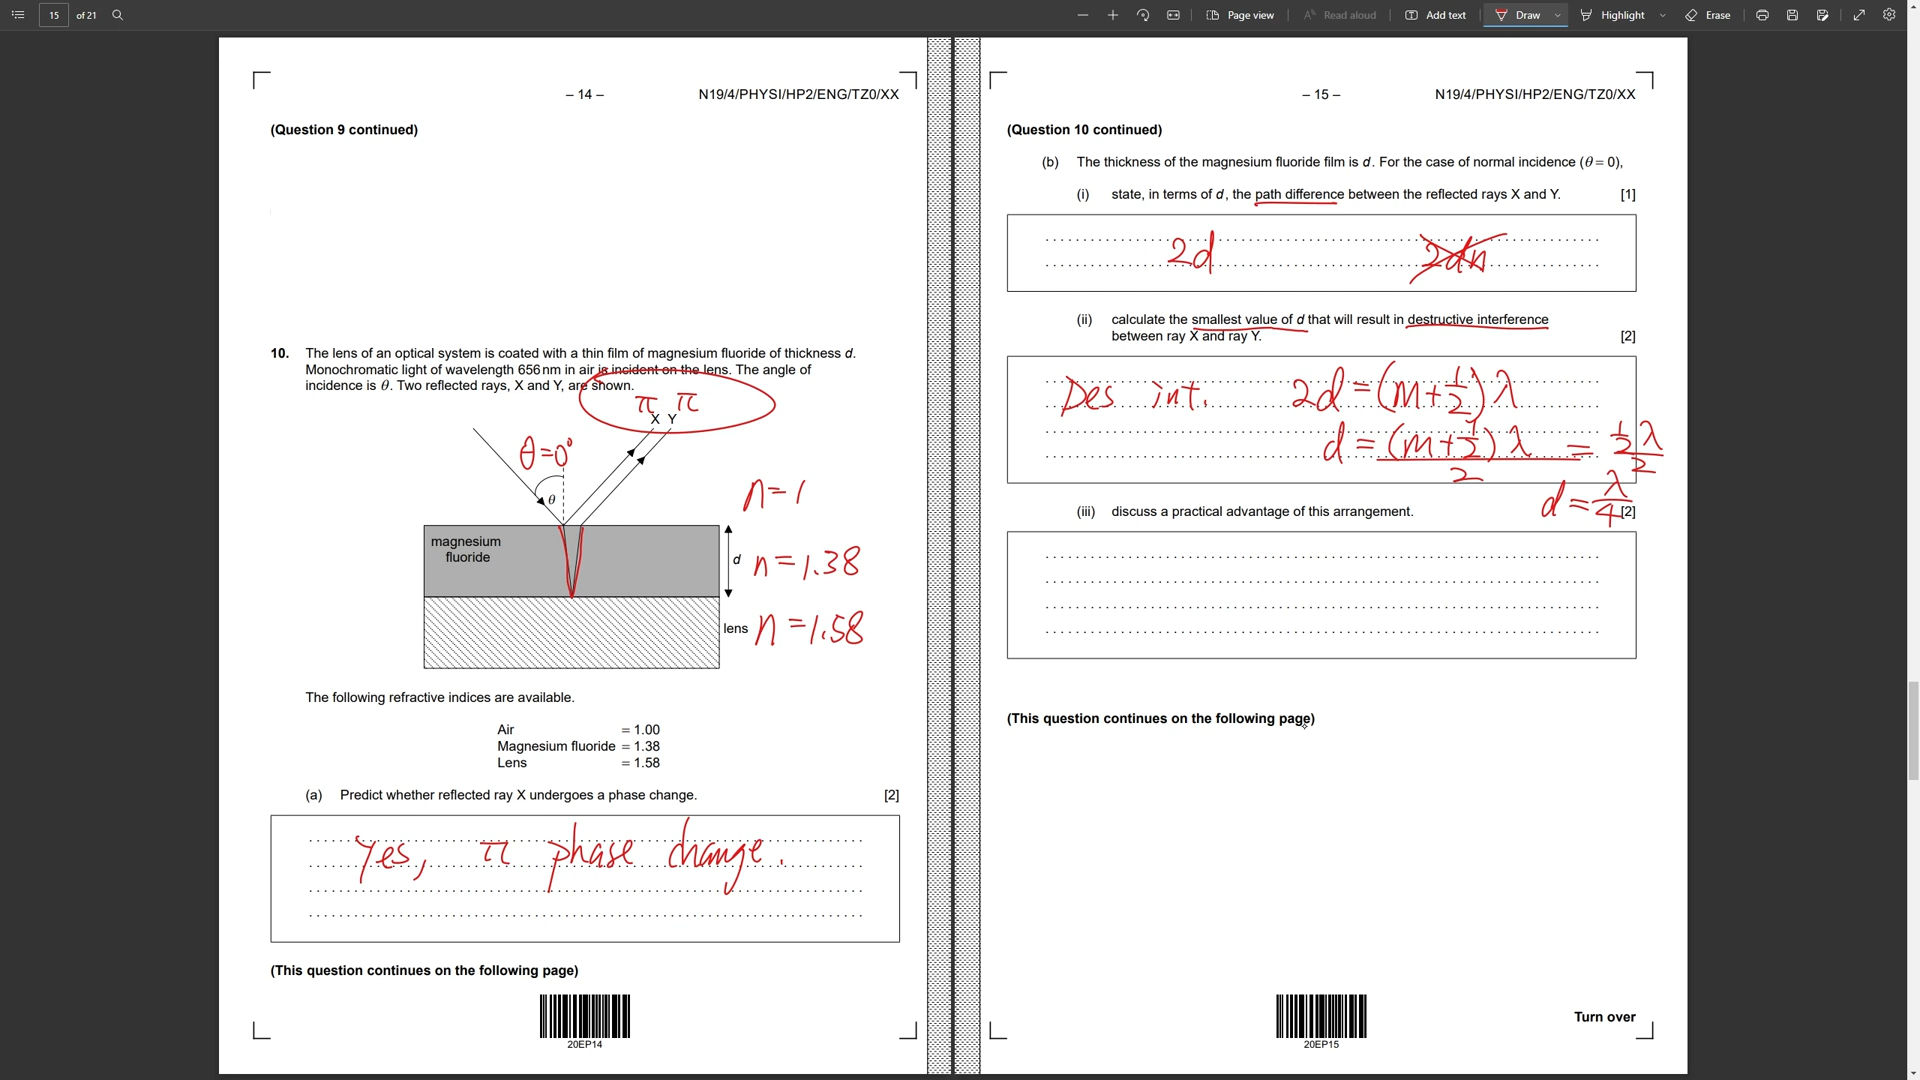 15 of 21 Page view Read aloud Add text Draw Highlight Erase
– 14 – N19/4/PHYSI/HP2/ENG/TZ0/XX
(Question 9 continued)
10. The lens of an optical system is coated with a thin film of magnesium fluoride of thickness d.
Monochromatic light of wavelength 656 nm in air is incident on the lens. The angle of
incidence is θ. Two reflected rays, X and Y, are shown.
π π
X Y
θ=0°
θ
n=1
magnesium
fluoride
d n=1.38
lens n=1.58
The following refractive indices are available.
Air = 1.00
Magnesium fluoride = 1.38
Lens = 1.58
(a) Predict whether reflected ray X undergoes a phase change. [2]
Yes, π phase change.
(This question continues on the following page)
20EP14
– 15 – N19/4/PHYSI/HP2/ENG/TZ0/XX
(Question 10 continued)
(b) The thickness of the magnesium fluoride film is d. For the case of normal incidence (θ = 0),
(i) state, in terms of d, the path difference between the reflected rays X and Y. [1]
2d 2dn
(ii) calculate the smallest value of d that will result in destructive interference
between ray X and ray Y. [2]
Des int. 2d=(m+1/2)λ
d=(m+1/2)λ/2 = 1/2λ/2
d=λ/4
(iii) discuss a practical advantage of this arrangement. [2]
(This question continues on the following page)
Turn over
20EP15